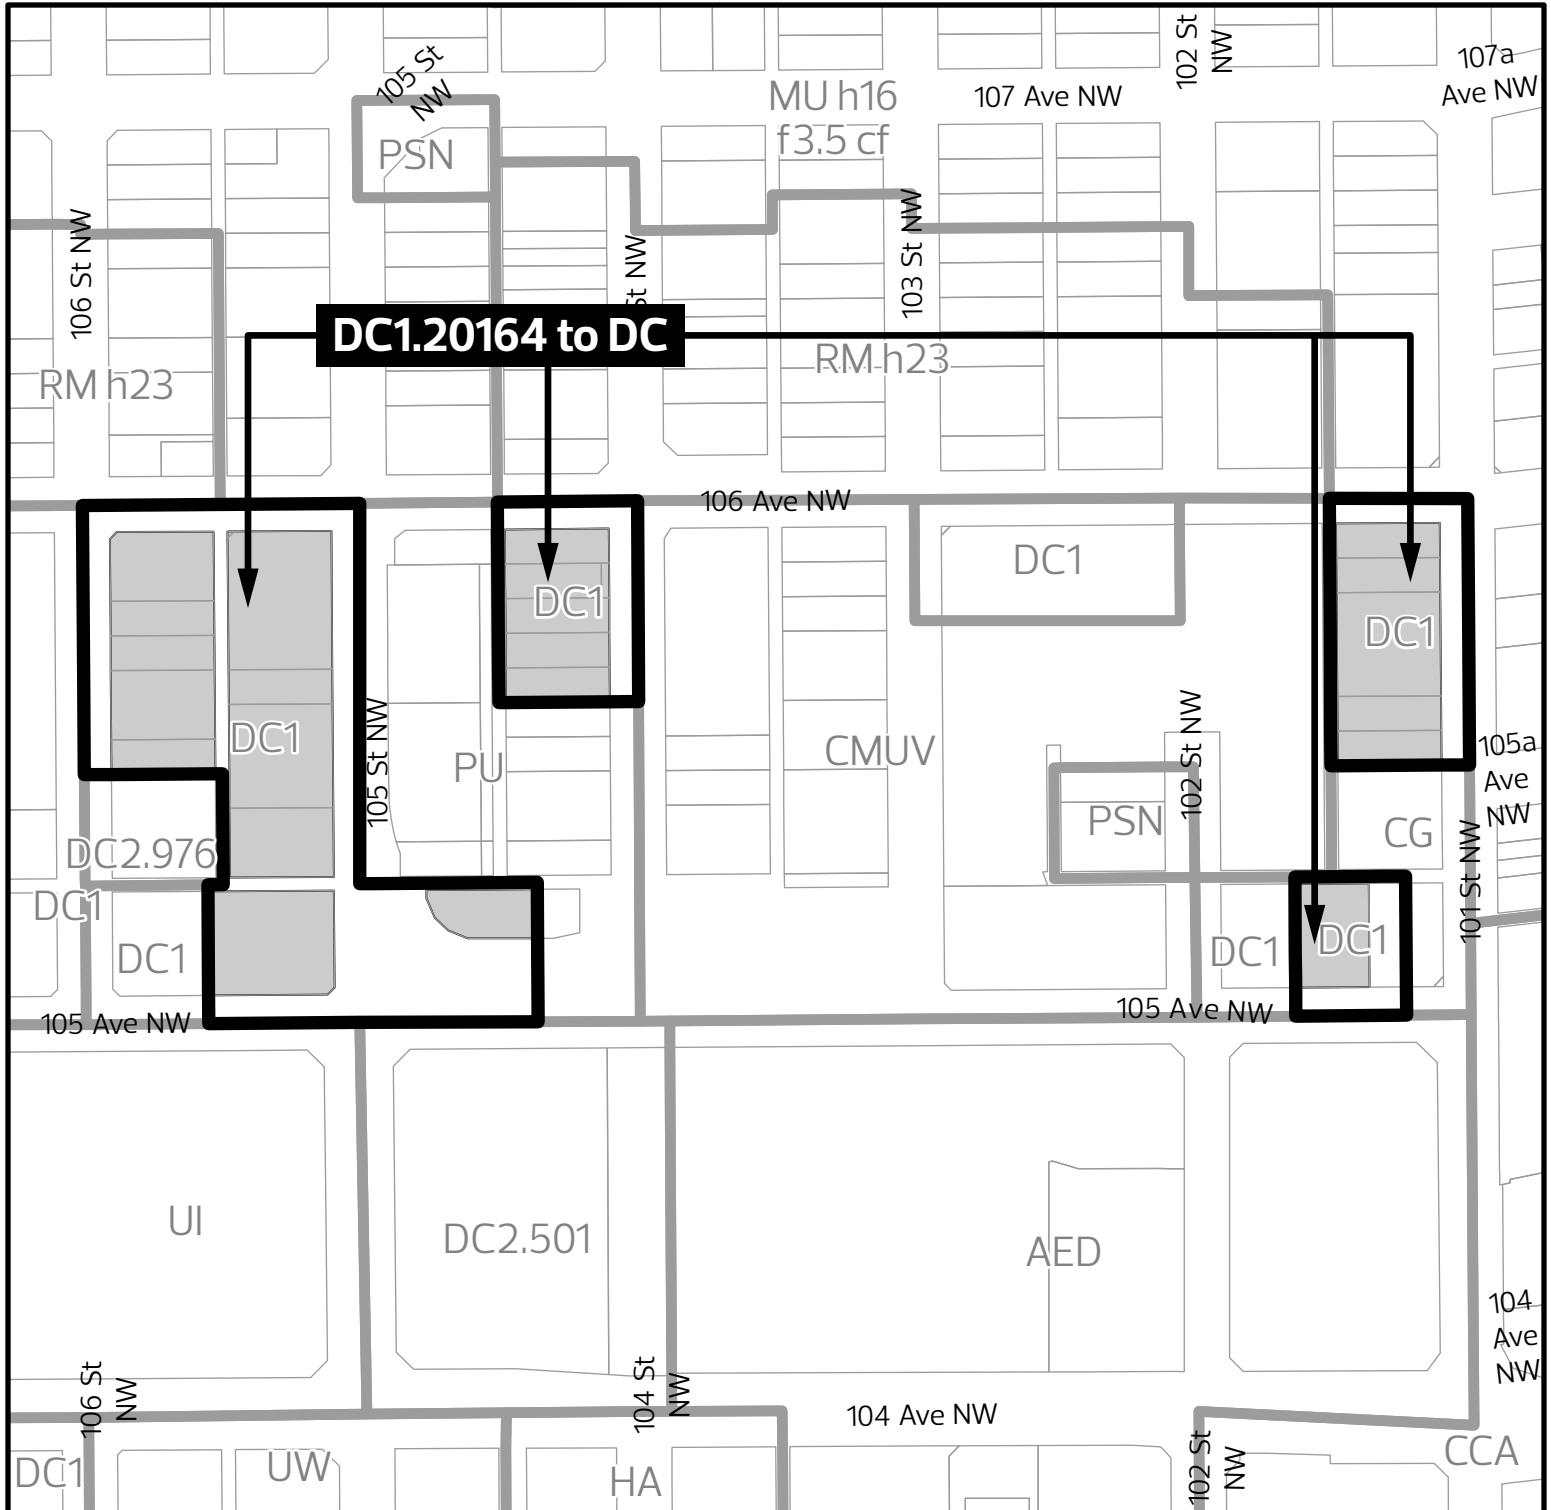 102 St
NW
107a
Ave NW
105 St
NW
MU h16
f3.5 cf
107 Ave NW
PSN
106 St NW
St NW
103 St NW
DC1.20164 to DC
RM h23
RM h23
106 Ave NW
DC1
DC1
DC1
DC1
105 St NW
PU
CMUV
102 St NW
105a
Ave
NW
PSN
CG
101 St NW
DC2.976
DC1
DC1
DC1
DC1
105 Ave NW
105 Ave NW
UI
DC2.501
AED
104
Ave
NW
106 St
NW
104 St
NW
104 Ave NW
102 St
NW
CCA
DC1
UW
HA